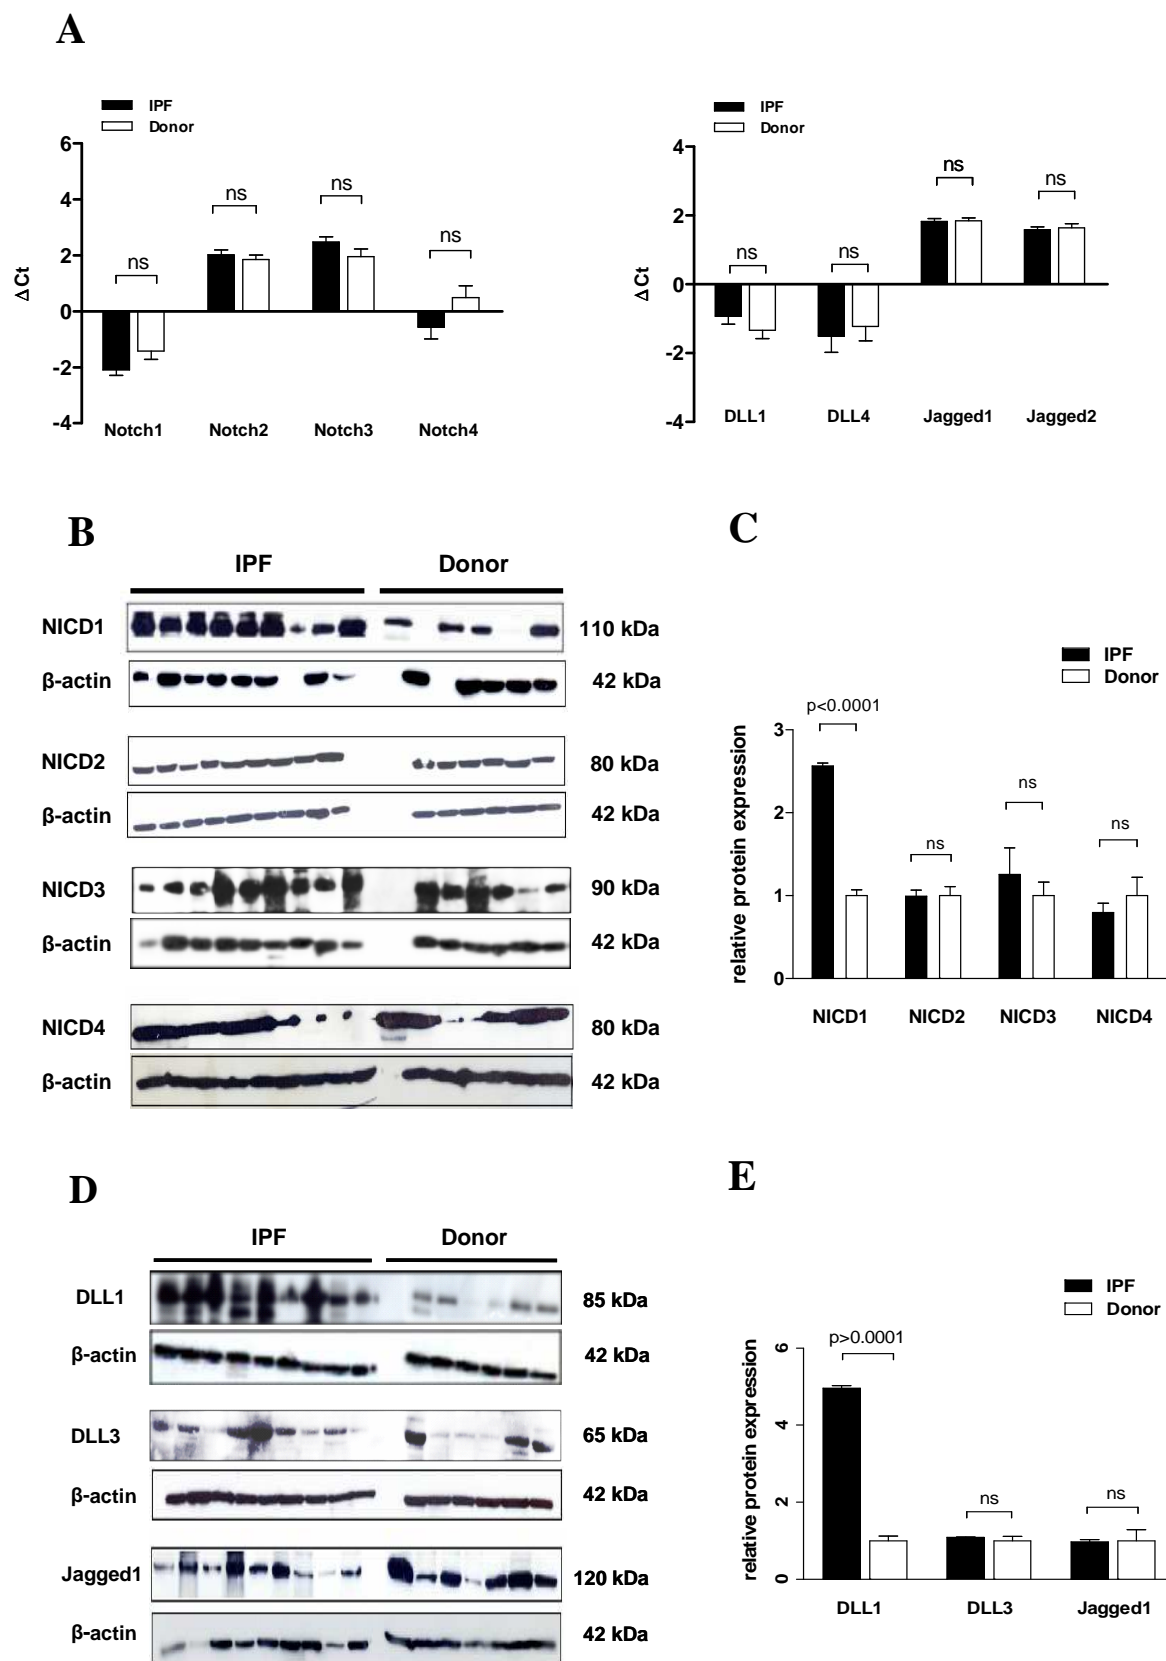 A
IPF
Donor
6
4
2
0
-2
-4
ΔCt
ns
ns
ns
ns
Notch1 Notch2 Notch3 Notch4
IPF
Donor
4
2
0
-2
-4
ΔCt
ns
ns
ns
ns
DLL1 DLL4 Jagged1 Jagged2
B
IPF Donor
NICD1 110 kDa
β-actin 42 kDa
NICD2 80 kDa
β-actin 42 kDa
NICD3 90 kDa
β-actin 42 kDa
NICD4 80 kDa
β-actin 42 kDa
C
IPF
Donor
p<0.0001
3
2
1
0
relative protein expression
ns
ns
ns
NICD1 NICD2 NICD3 NICD4
D
IPF Donor
DLL1 85 kDa
β-actin 42 kDa
DLL3 65 kDa
β-actin 42 kDa
Jagged1 120 kDa
β-actin 42 kDa
E
IPF
Donor
p>0.0001
6
4
2
0
relative protein expression
ns
ns
DLL1 DLL3 Jagged1